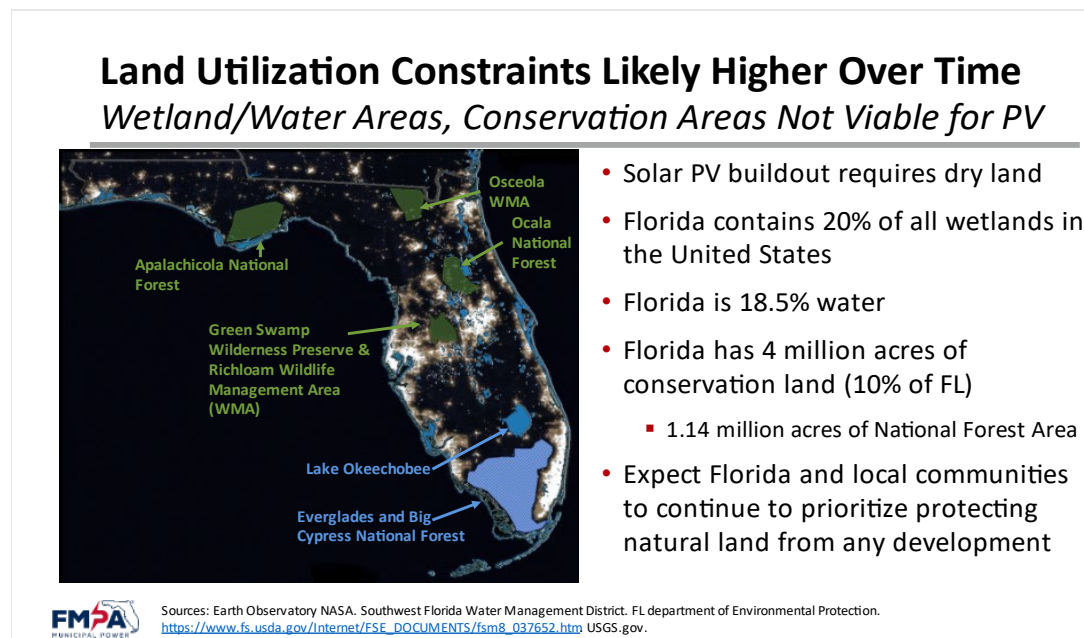 Land Utilization Constraints Likely Higher Over Time
Wetland/Water Areas, Conservation Areas Not Viable for PV
Osceola
WMA
Ocala
National
Forest
Apalachicola National
Forest
Green Swamp
Wilderness Preserve &
Richloam Wildlife
Management Area
(WMA)
Lake Okeechobee
Everglades and Big
Cypress National Forest
• Solar PV buildout requires dry land
• Florida contains 20% of all wetlands in
the United States
• Florida is 18.5% water
• Florida has 4 million acres of
conservation land (10% of FL)
▪ 1.14 million acres of National Forest Area
• Expect Florida and local communities
to continue to prioritize protecting
natural land from any development
FMPA
MUNICIPAL POWER
Sources: Earth Observatory NASA. Southwest Florida Water Management District. FL department of Environmental Protection.
https://www.fs.usda.gov/Internet/FSE_DOCUMENTS/fsm8_037652.htm. USGS.gov.